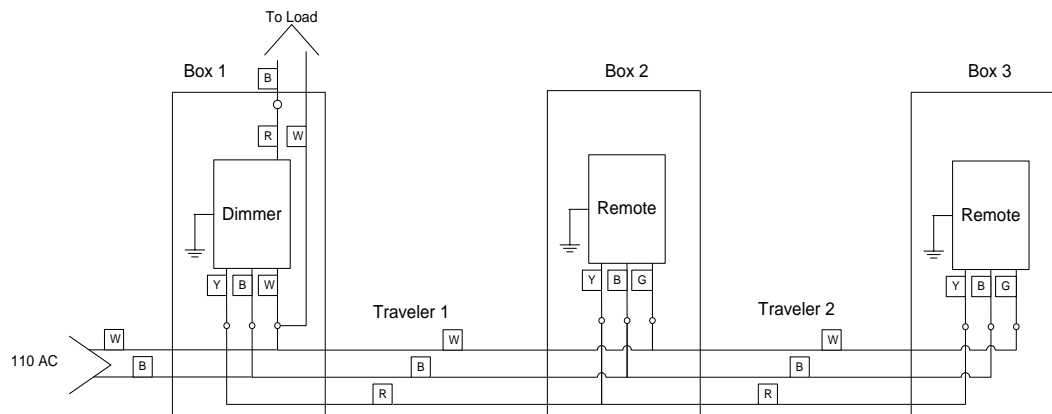 To Load
Box 1
Box 2
Box 3
B
R W
Dimmer
Remote
Remote
Y B W
Y B G
Y B G
Traveler 1
Traveler 2
W
W
W
110 AC
B
B
B
R
R